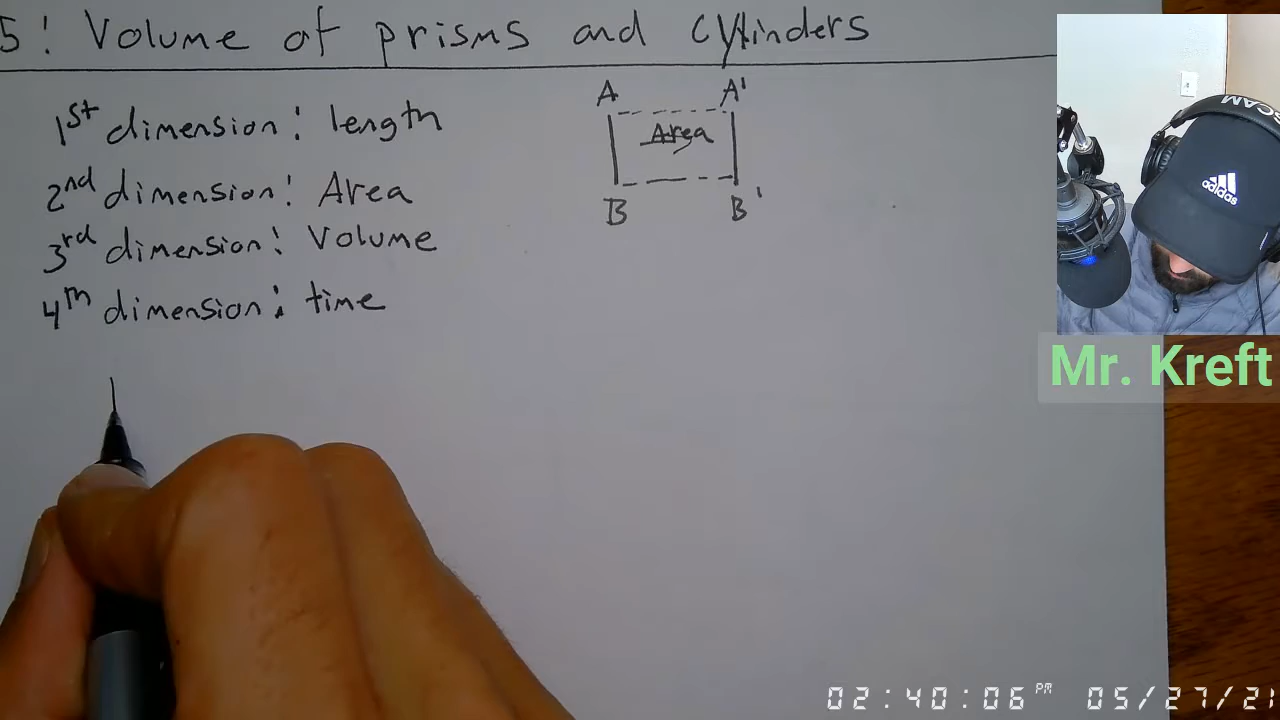 5: Volume of prisms and cylinders
1st dimension: length
2nd dimension: Area
3rd dimension: Volume
4th dimension: time
A A'
Area
B B'
adidas
Mr. Kreft
02:40:06 PM 05/27/21